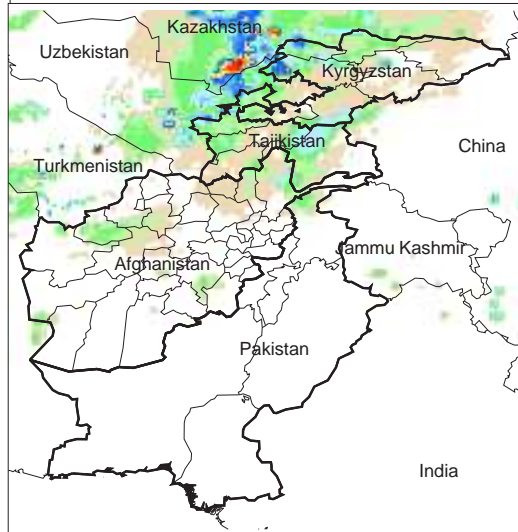 Kazakhstan
Uzbekistan
Kyrgyzstan
Tajikistan
China
Turkmenistan
Jammu Kashmir
Afghanistan
Pakistan
India